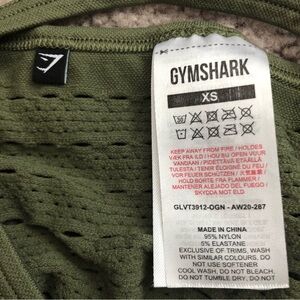 GYMSHARK
XS
KEEP AWAY FROM FIRE / HOLDES
VÆK FRA ILD / HOU BIJ OPEN VUUR
VANDAAN / PIDETTÄVÄ ETÄÄLLÄ
TULESTA / TENIR ÉLOIGNÉ DU FEU /
VOR FEUER SCHÜTZEN / 火気厳禁 /
HOLD BORTE FRA FLAMMER /
MANTENER ALEJADO DEL FUEGO /
SKYDDA MOT ELD
GLVT3912-OGN - AW20-287
MADE IN CHINA
95% NYLON
5% ELASTANE
EXCLUSIVE OF TRIMS, WASH
WITH SIMILAR COLOURS, DO
NOT USE SOFTENER
COOL WASH, DO NOT BLEACH,
DO NOT TUMBLE DRY, DO NOT